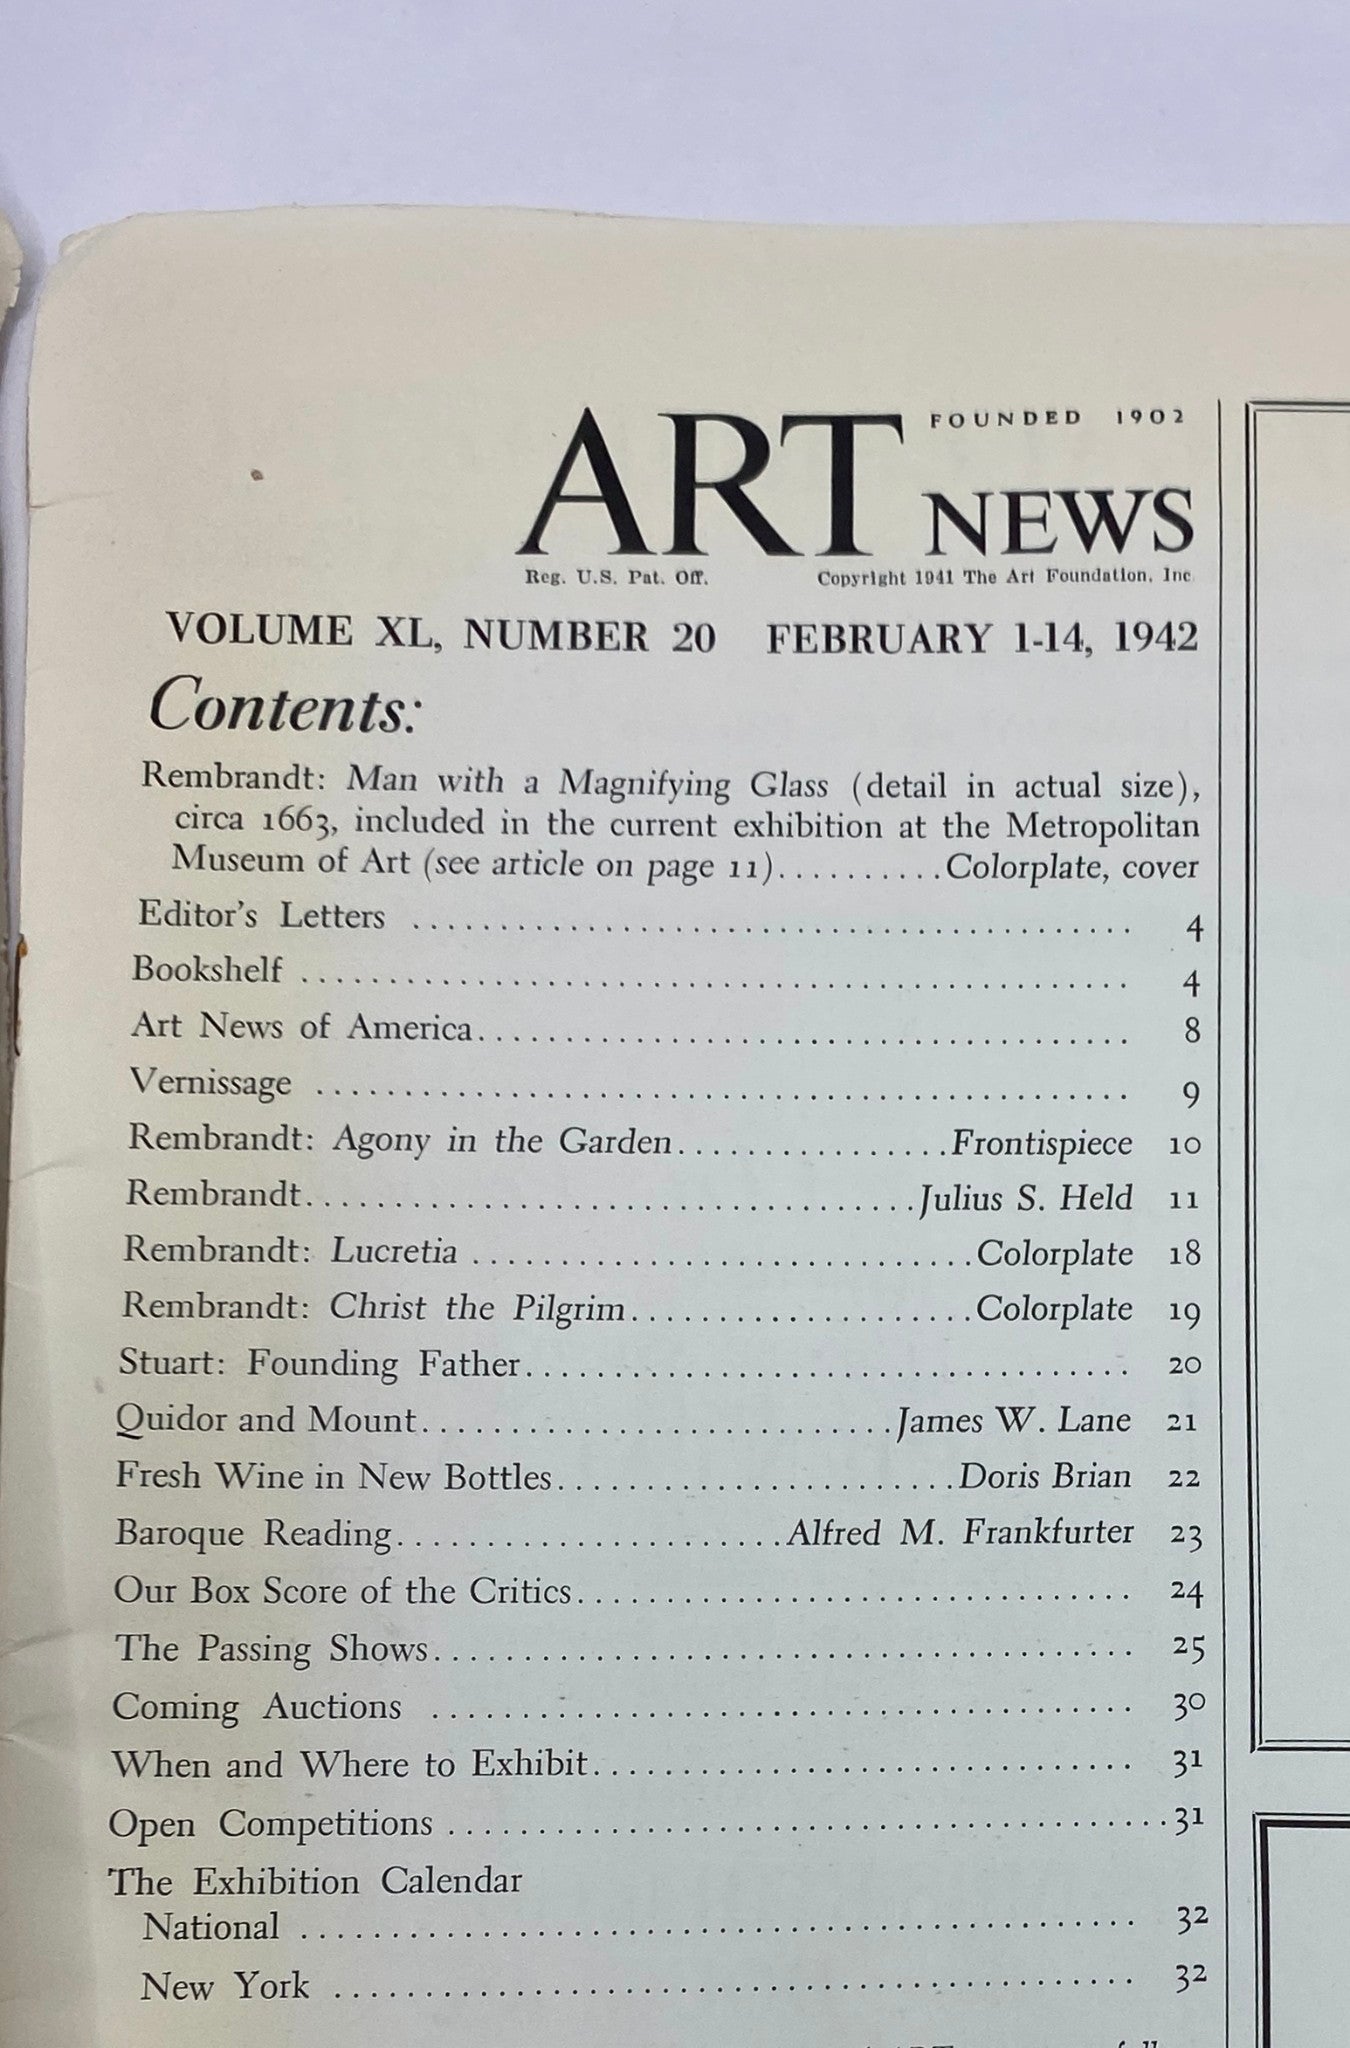 ART NEWS
FOUNDED 1902
Reg. U.S. Pat. Off. Copyright 1941 The Art Foundation, Inc
VOLUME XL, NUMBER 20 FEBRUARY 1-14, 1942
Contents:
Rembrandt: Man with a Magnifying Glass (detail in actual size),
circa 1663, included in the current exhibition at the Metropolitan
Museum of Art (see article on page 11)..........Colorplate, cover
Editor's Letters ........................................ 4
Bookshelf ........................................ 4
Art News of America........................................ 8
Vernissage ........................................ 9
Rembrandt: Agony in the Garden................Frontispiece 10
Rembrandt..................................Julius S. Held 11
Rembrandt: Lucretia ............................Colorplate 18
Rembrandt: Christ the Pilgrim...................Colorplate 19
Stuart: Founding Father.................................. 20
Quidor and Mount..........................James W. Lane 21
Fresh Wine in New Bottles......................Doris Brian 22
Baroque Reading.....................Alfred M. Frankfurter 23
Our Box Score of the Critics............................... 24
The Passing Shows....................................... 25
Coming Auctions ....................................... 30
When and Where to Exhibit.............................. 31
Open Competitions ........................................31
The Exhibition Calendar
National .............................................. 32
New York ............................................ 32